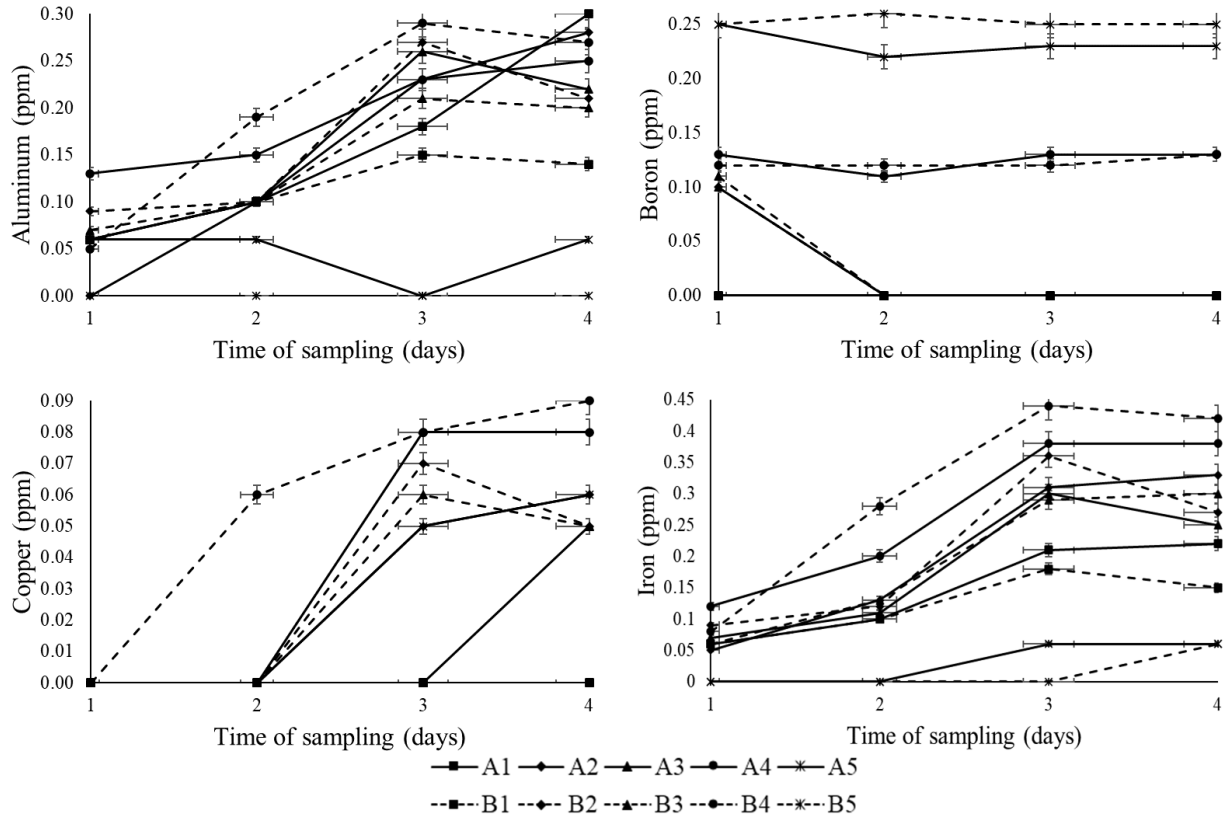 Aluminum (ppm)
0.30
0.25
0.20
0.15
0.10
0.05
0.00
1 2 3 4
Time of sampling (days)
Boron (ppm)
0.25
0.20
0.15
0.10
0.05
0.00
1 2 3 4
Time of sampling (days)
Copper (ppm)
0.09
0.08
0.07
0.06
0.05
0.04
0.03
0.02
0.01
0.00
1 2 3 4
Time of sampling (days)
Iron (ppm)
0.45
0.4
0.35
0.3
0.25
0.2
0.15
0.1
0.05
0
1 2 3 4
Time of sampling (days)
A1 A2 A3 A4 A5
B1 B2 B3 B4 B5